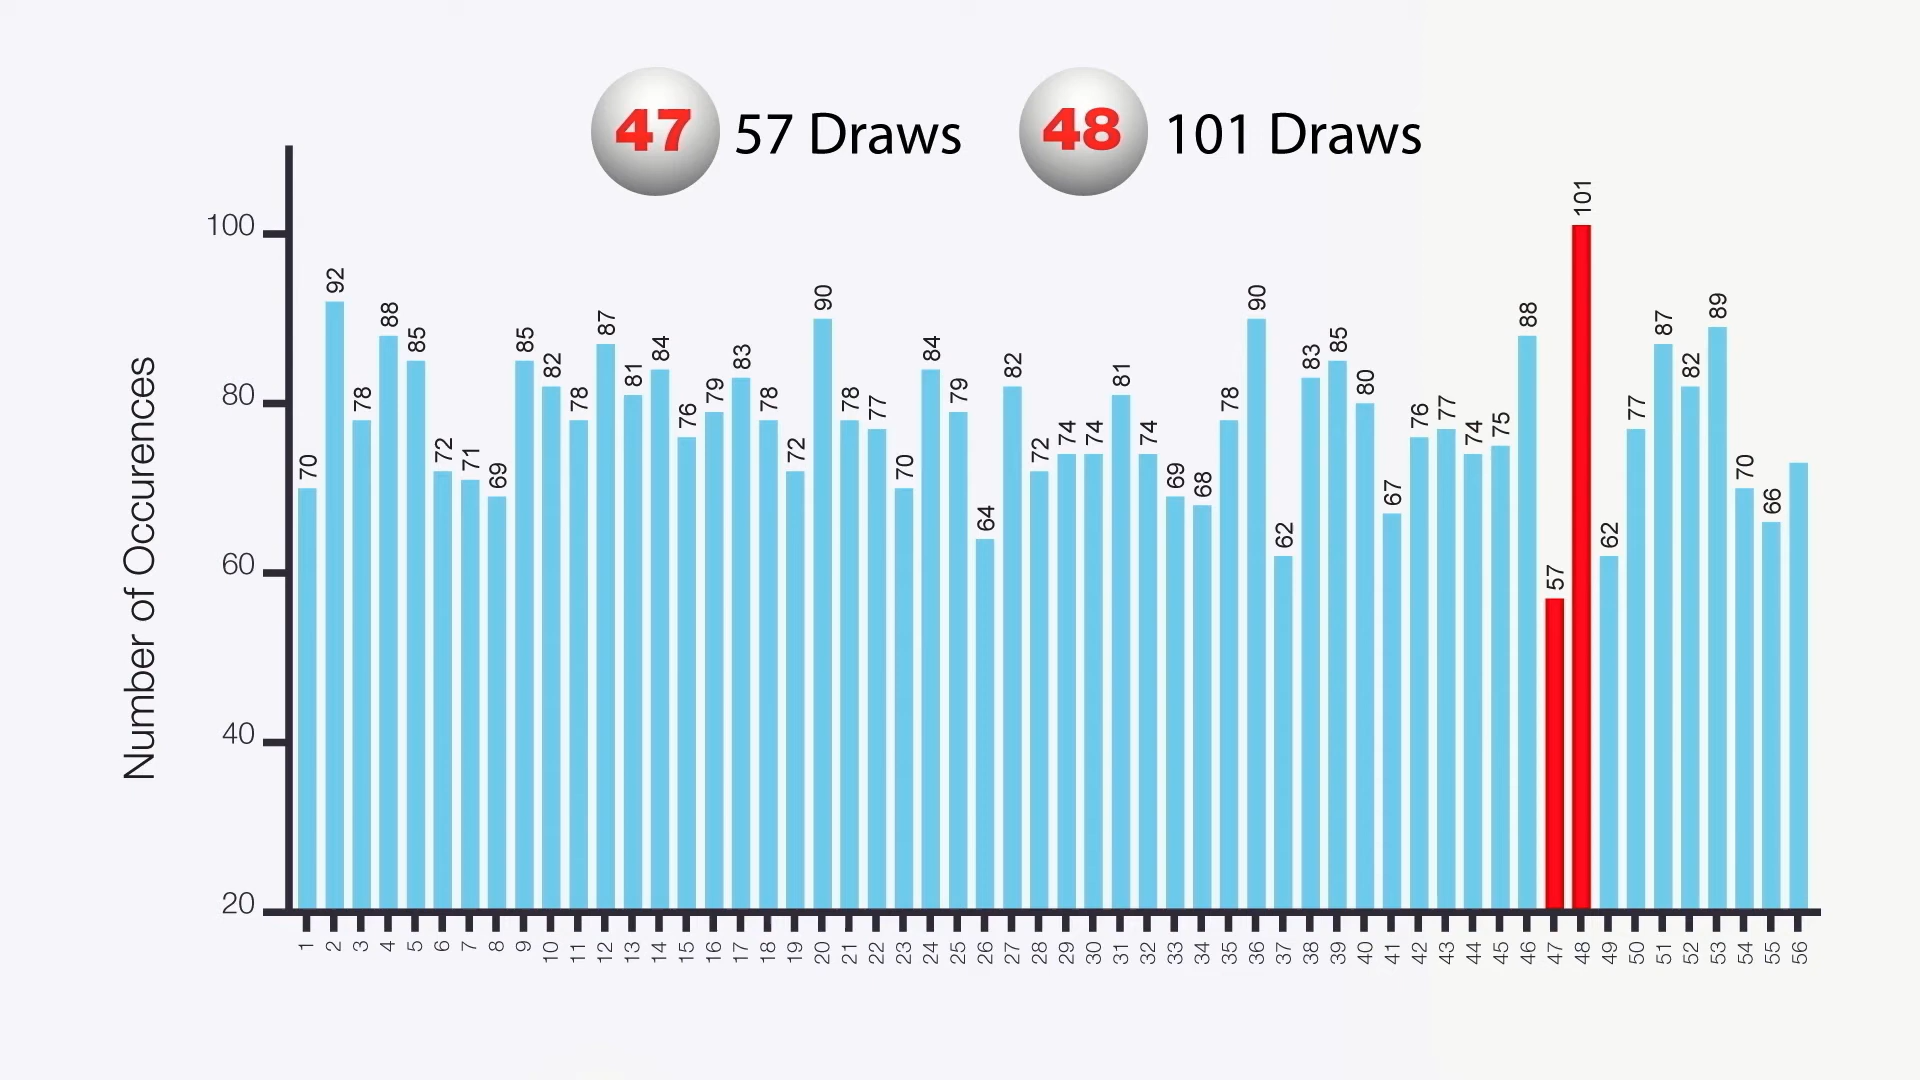 47 57 Draws 48 101 Draws
Number of Occurences
100
80
60
40
20
70 92 78 88 85 72 71 69 85 82 78 87 81 84 76 79 83 78 72 90 78 77 70 84 79 64 82 72 74 74 81 74 69 68 78 90 62 83 85 80 67 76 77 74 75 88 57 101 62 77 87 82 89 70 66
1 2 3 4 5 6 7 8 9 10 11 12 13 14 15 16 17 18 19 20 21 22 23 24 25 26 27 28 29 30 31 32 33 34 35 36 37 38 39 40 41 42 43 44 45 46 47 48 49 50 51 52 53 54 55 56